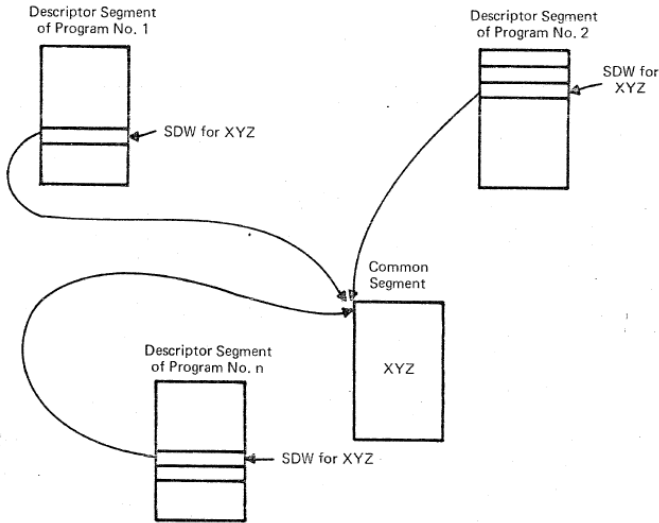 Descriptor Segment
of Program No. 1
SDW for XYZ
Descriptor Segment
of Program No. 2
SDW for
XYZ
Common
Segment
XYZ
Descriptor Segment
of Program No. n
SDW for XYZ